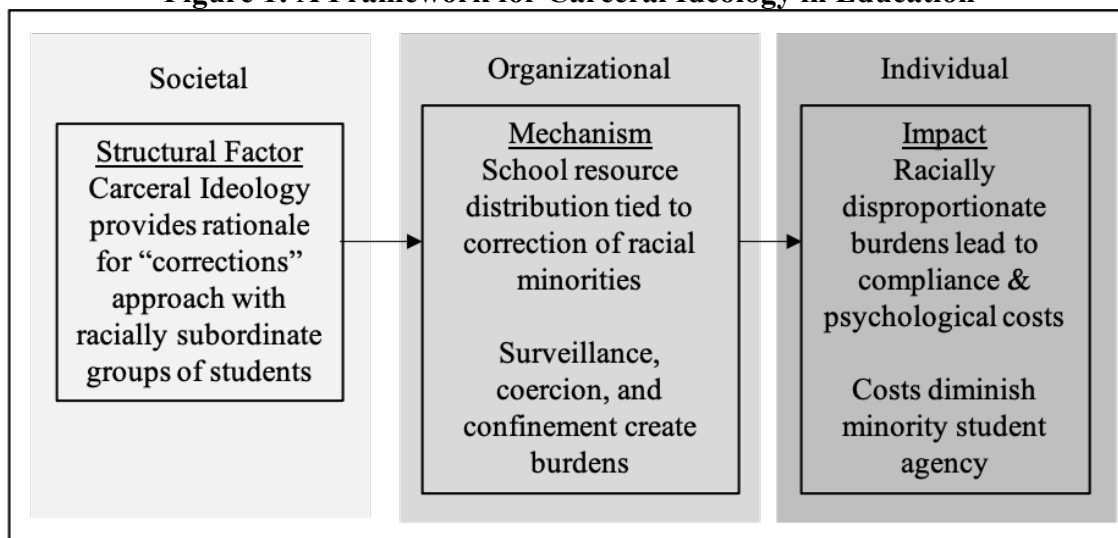 Figure 1: A Framework for Carceral Ideology in Education
Societal
Structural Factor
Carceral Ideology
provides rationale
for “corrections”
approach with
racially subordinate
groups of students
Organizational
Mechanism
School resource
distribution tied to
correction of racial
minorities
Surveillance,
coercion, and
confinement create
burdens
Individual
Impact
Racially
disproportionate
burdens lead to
compliance &
psychological costs
Costs diminish
minority student
agency